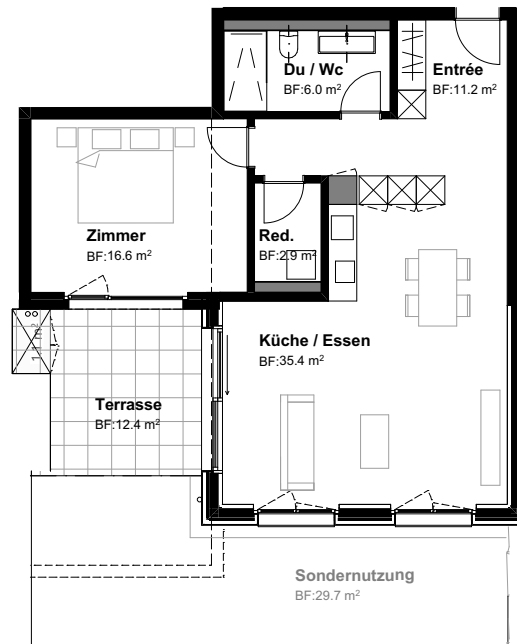 Du / Wc
BF:6.0 m²
Entrée
BF:11.2 m²
Zimmer
BF:16.6 m²
Red.
BF:2.9 m²
Küche / Essen
BF:35.4 m²
Terrasse
BF:12.4 m²
Sondernutzung
BF:29.7 m²